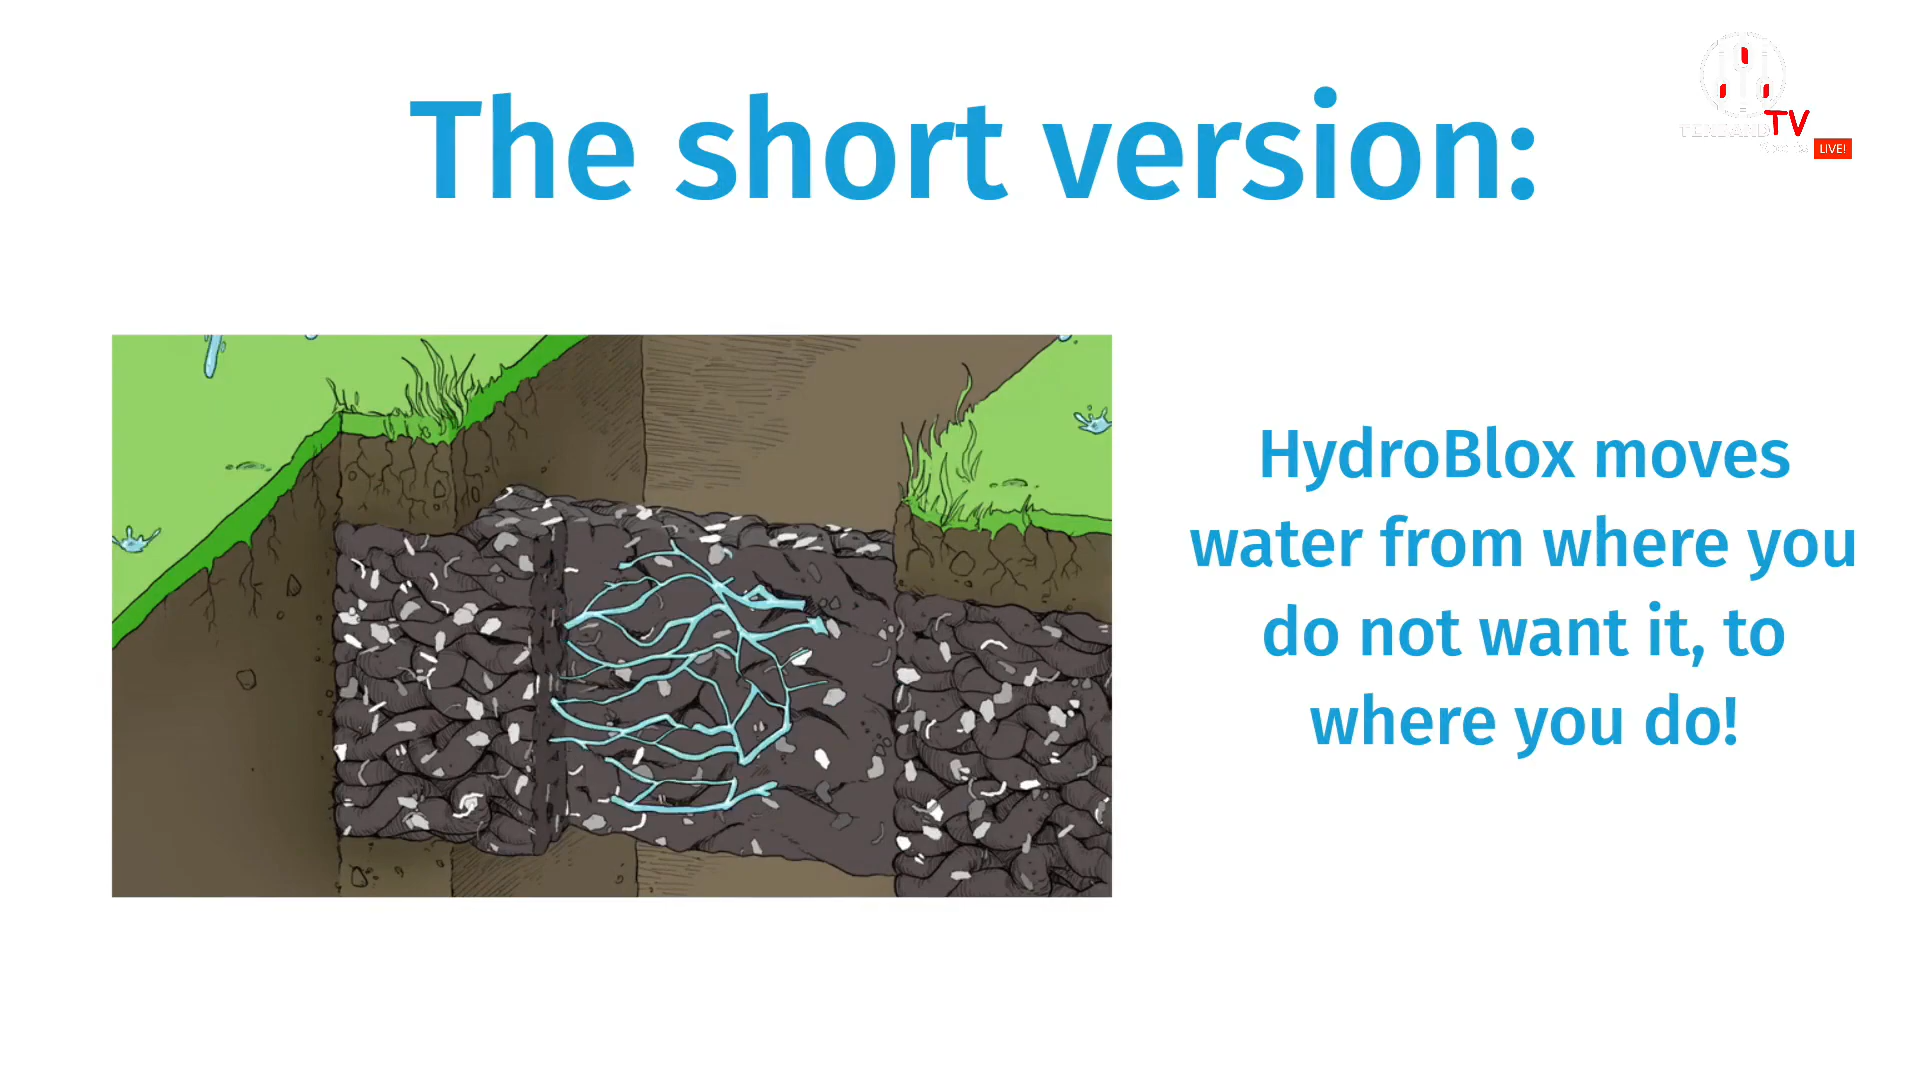 The short version:
TV
LIVE!
HydroBlox moves
water from where you
do not want it, to
where you do!